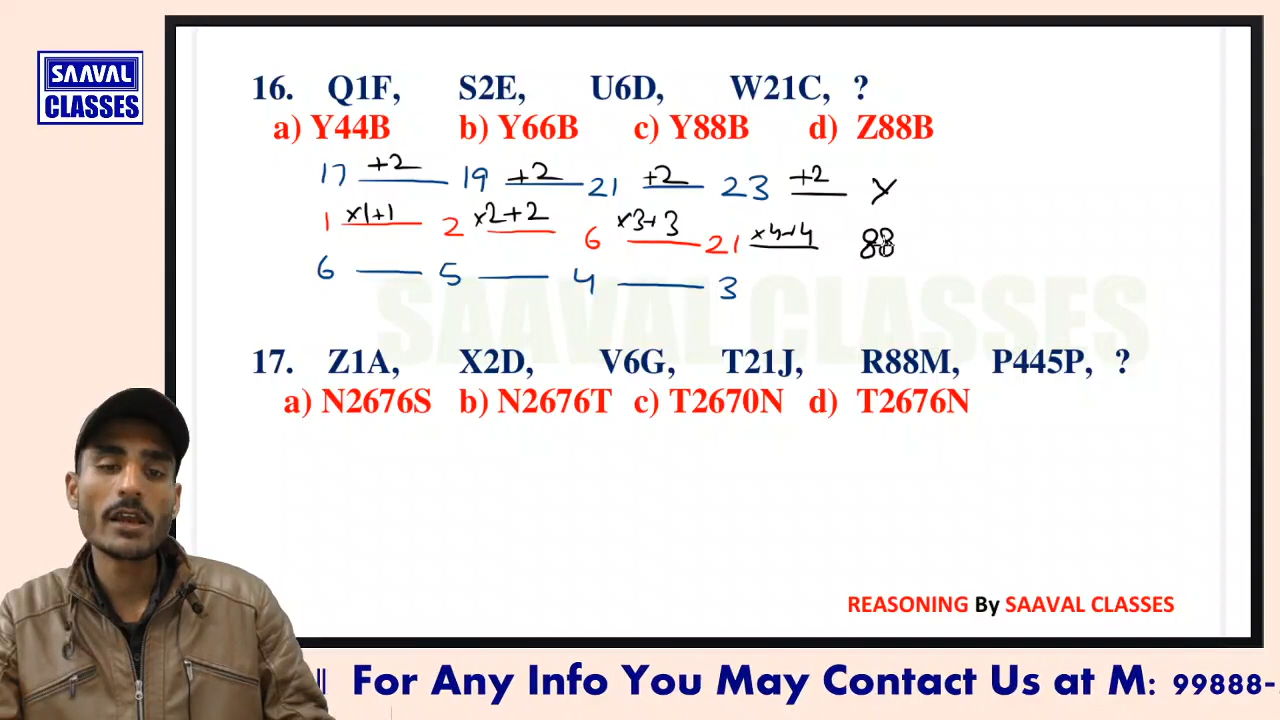 SAAVAL
CLASSES
16. Q1F, S2E, U6D, W21C, ?
a) Y44B b) Y66B c) Y88B d) Z88B
17 +2 19 +2 21 +2 23 +2 Y
1 ×1+1 2 ×2+2 6 ×3+3 21 ×4+4 88
6 5 4 3
SAAVAL CLASSES
17. Z1A, X2D, V6G, T21J, R88M, P445P, ?
a) N2676S b) N2676T c) T2670N d) T2676N
REASONING By SAAVAL CLASSES
For Any Info You May Contact Us at M: 99888-